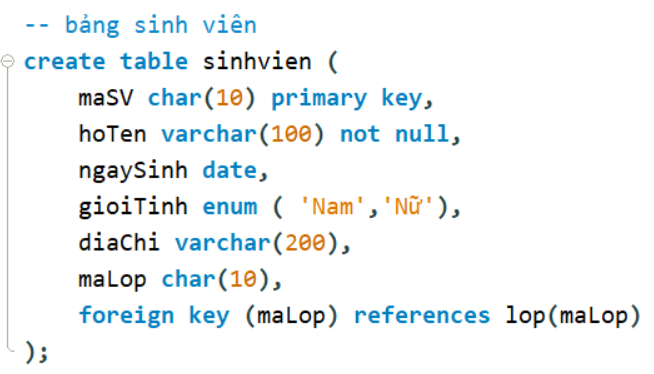 -- bảng sinh viên
create table sinhvien (
maSV char(10) primary key,
hoTen varchar(100) not null,
ngaySinh date,
gioiTinh enum ( 'Nam','Nữ'),
diaChi varchar(200),
maLop char(10),
foreign key (maLop) references lop(maLop)
);